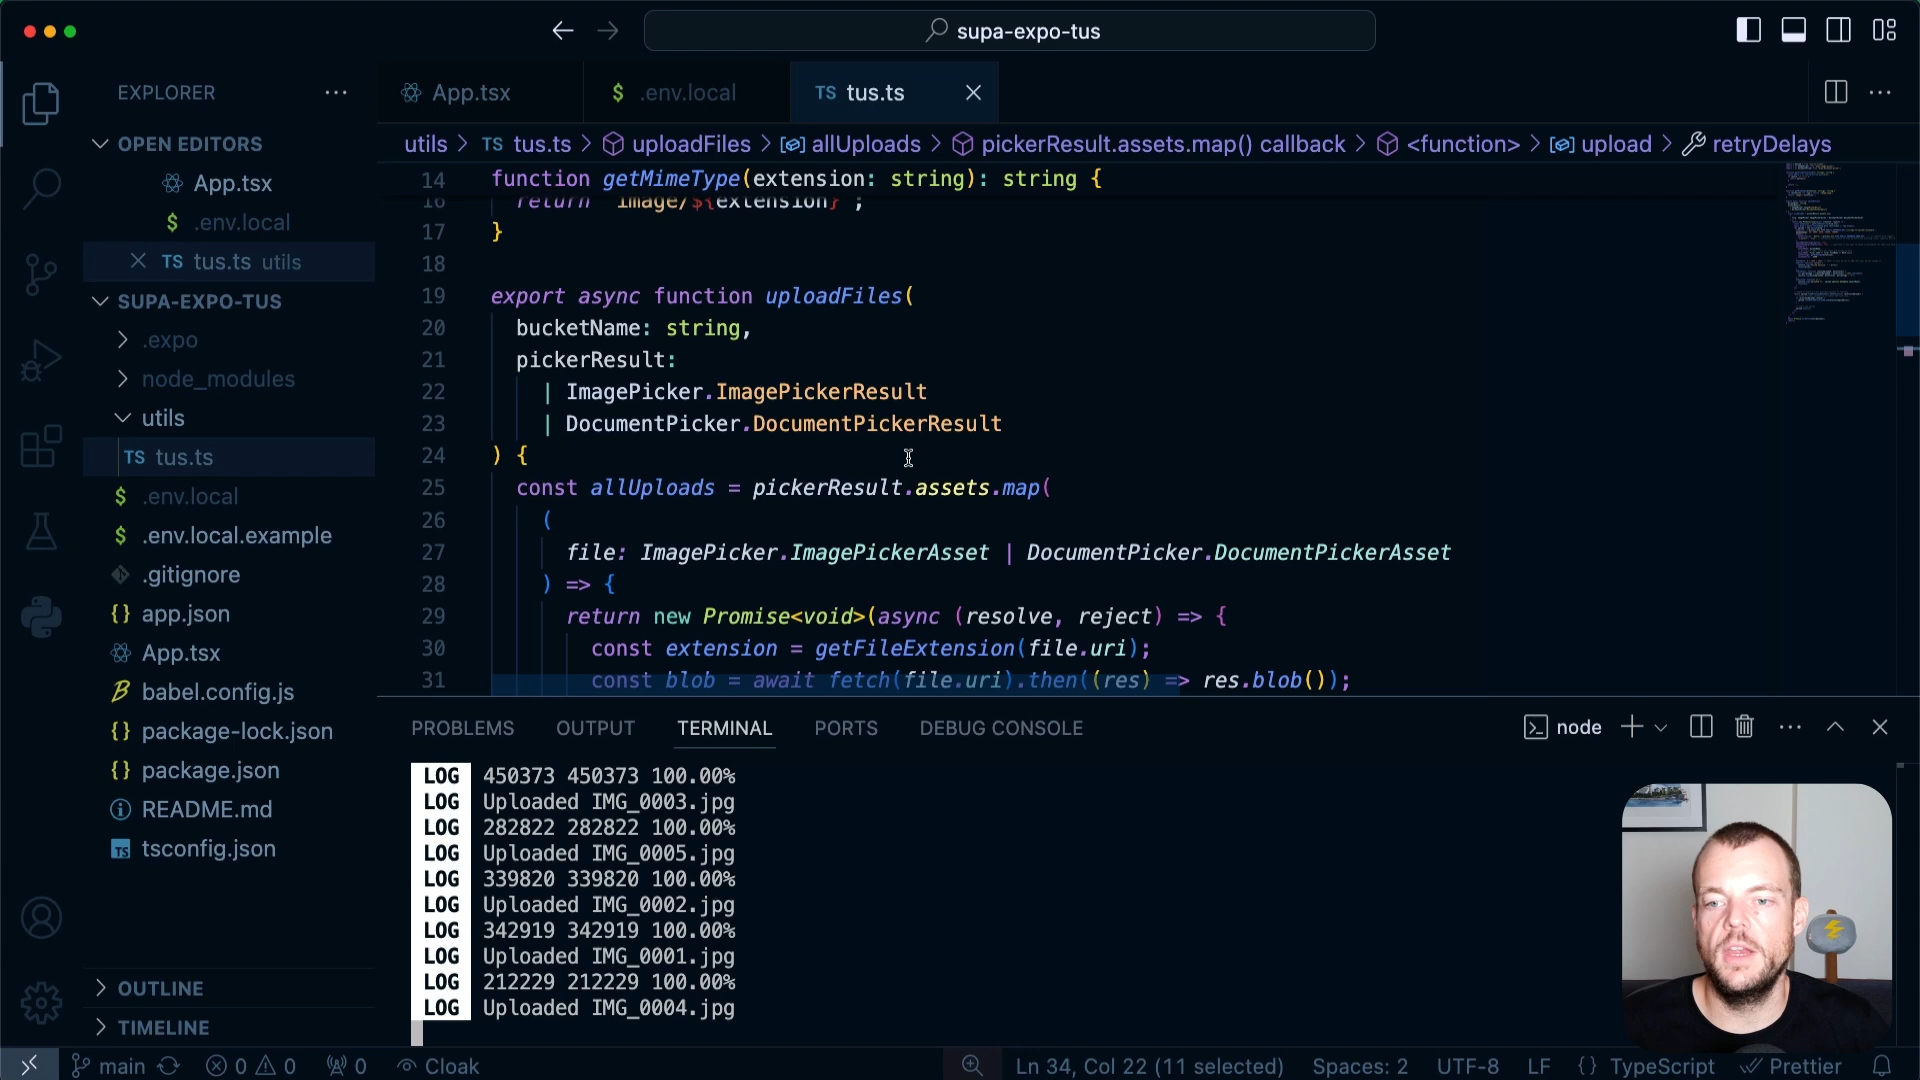 supa-expo-tus
EXPLORER
App.tsx
.env.local
TS tus.ts
OPEN EDITORS
App.tsx
$ .env.local
TS tus.ts utils
SUPA-EXPO-TUS
.expo
node_modules
utils
TS tus.ts
$ .env.local
$ .env.local.example
.gitignore
{} app.json
App.tsx
babel.config.js
{} package-lock.json
{} package.json
README.md
TS tsconfig.json
OUTLINE
TIMELINE
utils > TS tus.ts > uploadFiles > allUploads > pickerResult.assets.map() callback > <function> > upload > retryDelays
14 function getMimeType(extension: string): string {
16 return `image/${extension}`;
17 }
18
19 export async function uploadFiles(
20 bucketName: string,
21 pickerResult:
22 | ImagePicker.ImagePickerResult
23 | DocumentPicker.DocumentPickerResult
24 ) {
25 const allUploads = pickerResult.assets.map(
26 (
27 file: ImagePicker.ImagePickerAsset | DocumentPicker.DocumentPickerAsset
28 ) => {
29 return new Promise<void>(async (resolve, reject) => {
30 const extension = getFileExtension(file.uri);
31 const blob = await fetch(file.uri).then((res) => res.blob());
PROBLEMS OUTPUT TERMINAL PORTS DEBUG CONSOLE
node
LOG 450373 450373 100.00%
LOG Uploaded IMG_0003.jpg
LOG 282822 282822 100.00%
LOG Uploaded IMG_0005.jpg
LOG 339820 339820 100.00%
LOG Uploaded IMG_0002.jpg
LOG 342919 342919 100.00%
LOG Uploaded IMG_0001.jpg
LOG 212229 212229 100.00%
LOG Uploaded IMG_0004.jpg
main 0 0 0 Cloak Ln 34, Col 22 (11 selected) Spaces: 2 UTF-8 LF {} TypeScript Prettier